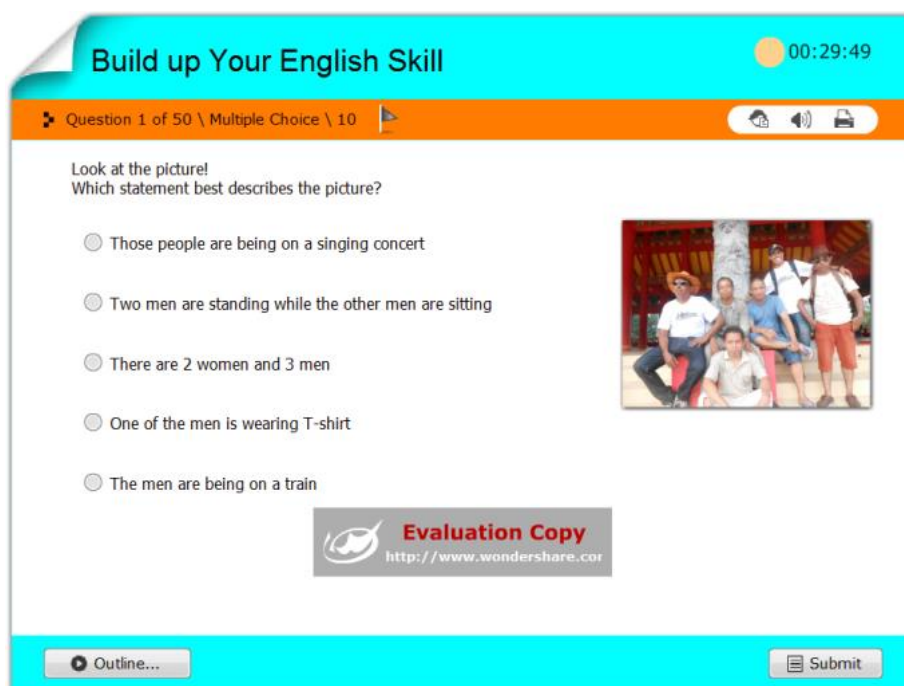 Build up Your English Skill
00:29:49
Question 1 of 50 \ Multiple Choice \ 10
Look at the picture!
Which statement best describes the picture?
Those people are being on a singing concert
Two men are standing while the other men are sitting
There are 2 women and 3 men
One of the men is wearing T-shirt
The men are being on a train
Evaluation Copy
http://www.wondershare.cor
Outline...
Submit